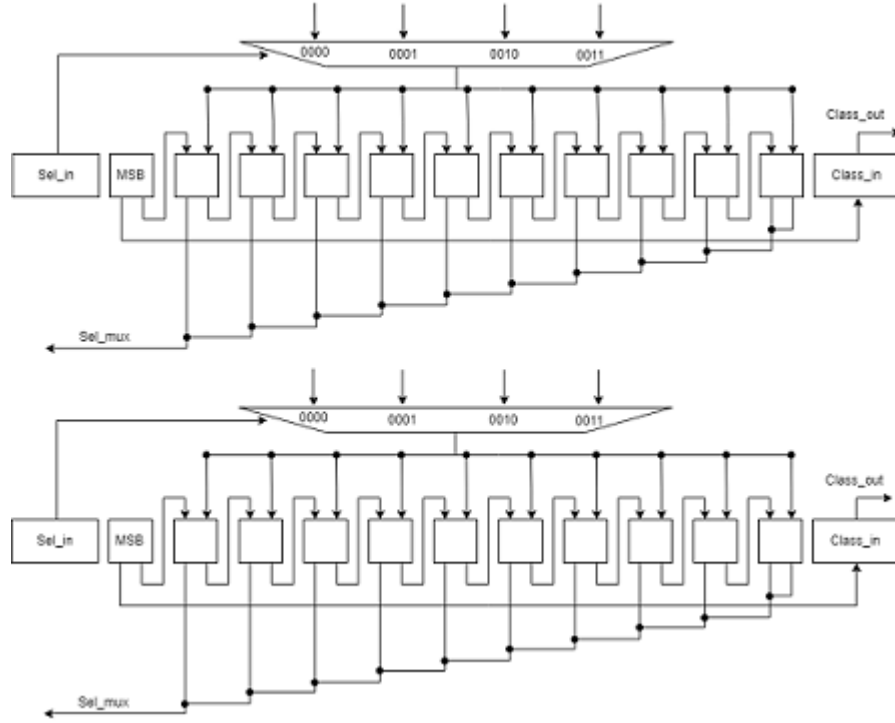 0000 0001 0010 0011
Class_out
Sel_in MSB Class_in
Sel_mux
0000 0001 0010 0011
Class_out
Sel_in MSB Class_in
Sel_mux